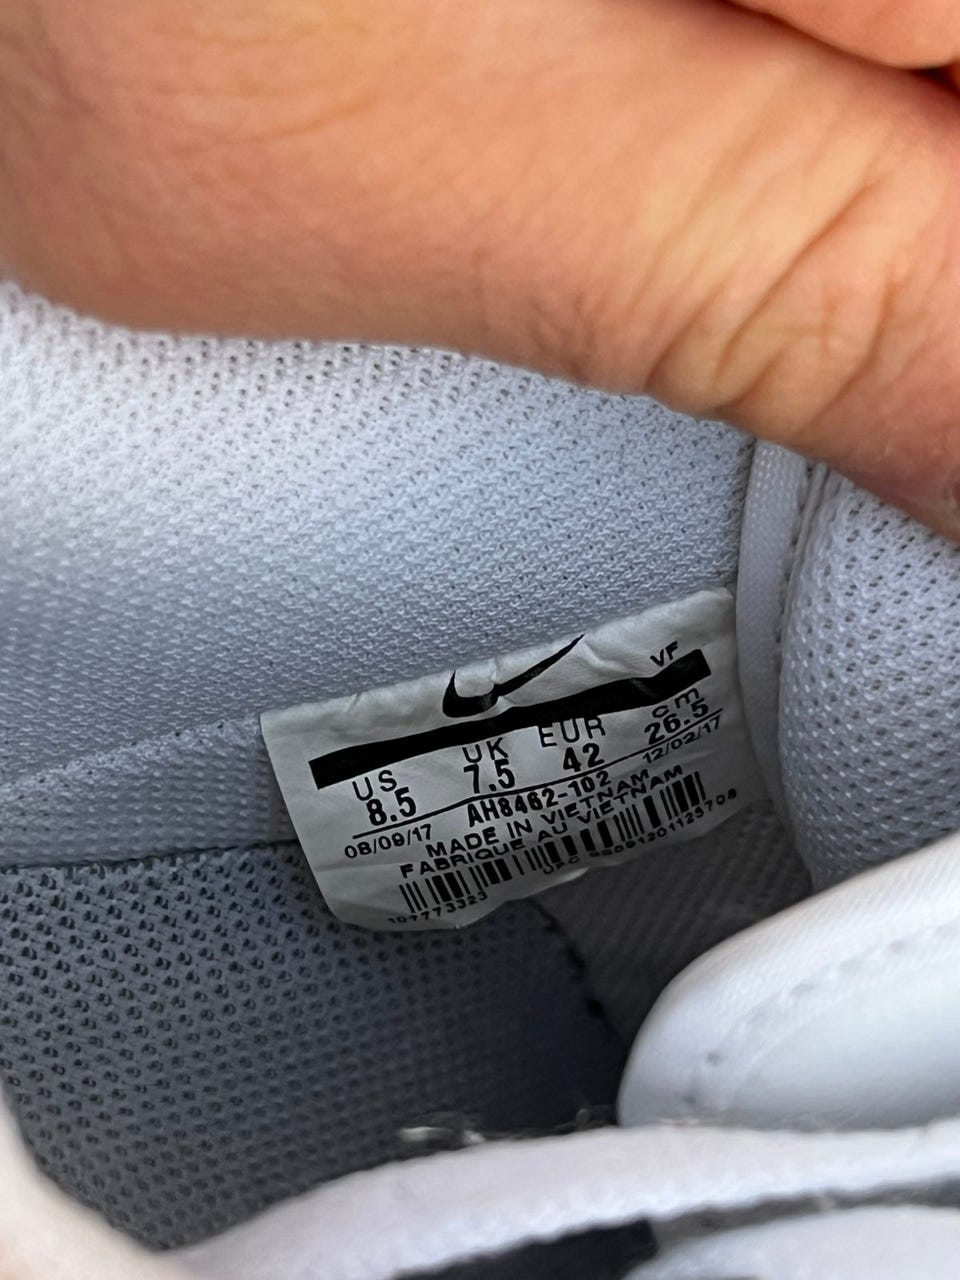 VF
US UK EUR cm
8.5 7.5 42 26.5
08/09/17 AH8462-102 12/02/17
MADE IN VIETNAM
FABRIQUE AU VIETNAM